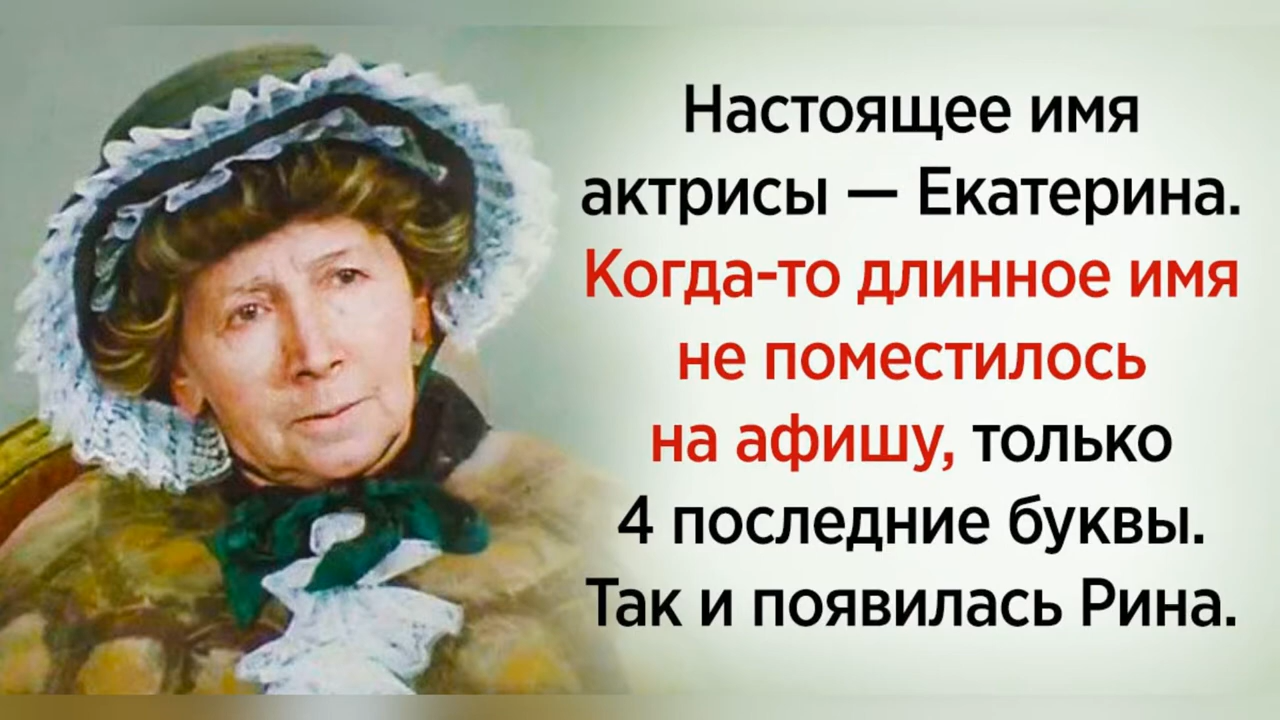 Настоящее имя
актрисы — Екатерина.
Когда-то длинное имя
не поместилось
на афишу, только
4 последние буквы.
Так и появилась Рина.